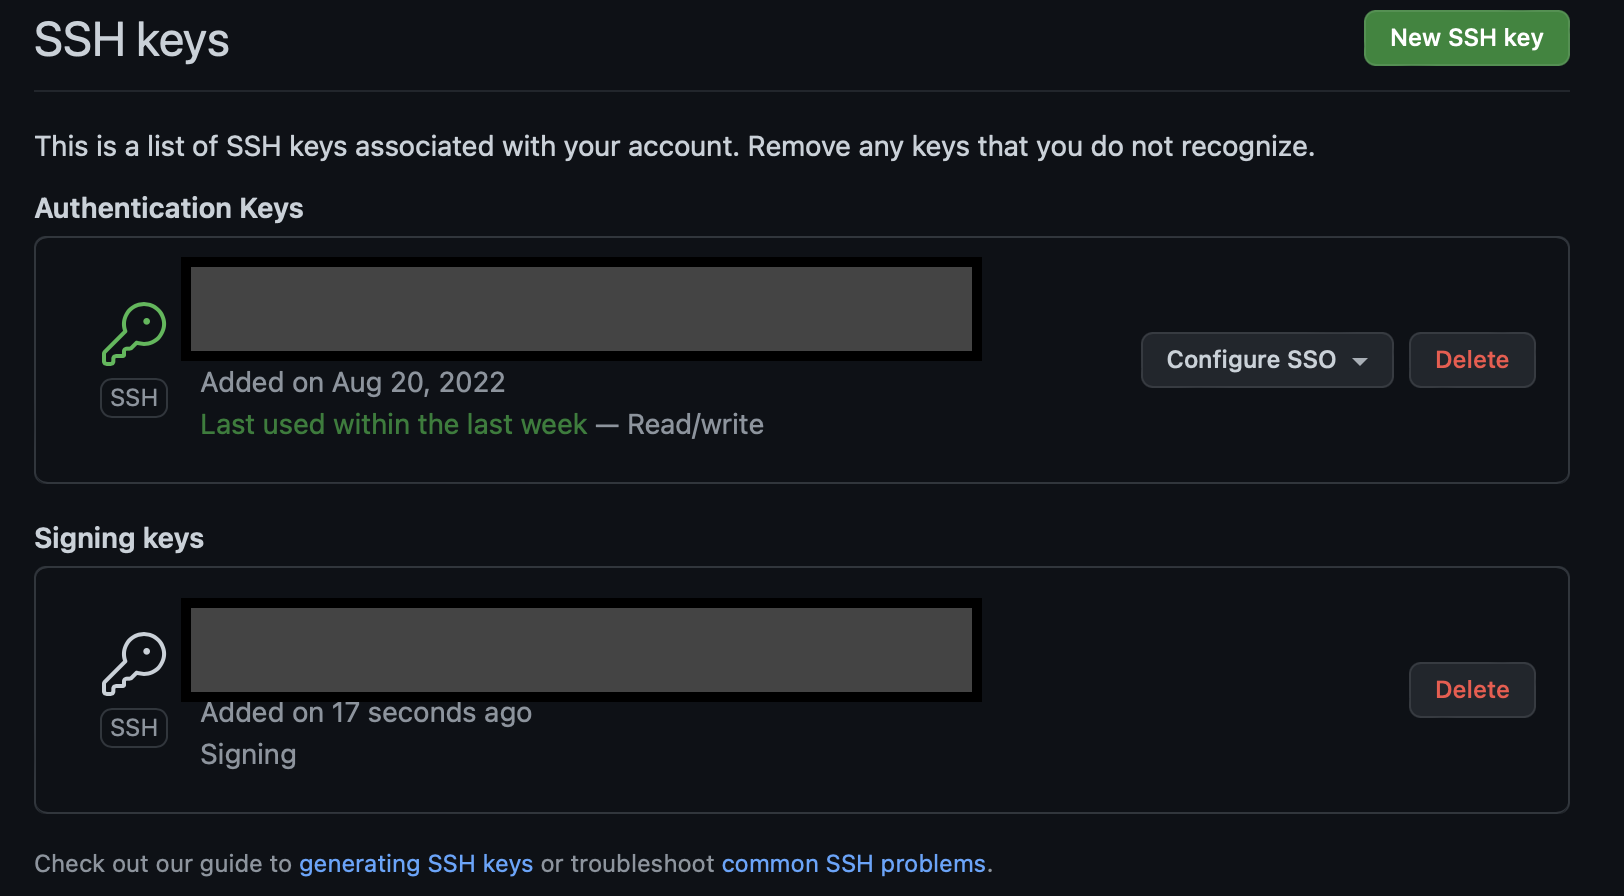 SSH keys
New SSH key
This is a list of SSH keys associated with your account. Remove any keys that you do not recognize.
Authentication Keys
SSH
Added on Aug 20, 2022
Last used within the last week — Read/write
Configure SSO
Delete
Signing keys
SSH
Added on 17 seconds ago
Signing
Delete
Check out our guide to generating SSH keys or troubleshoot common SSH problems.